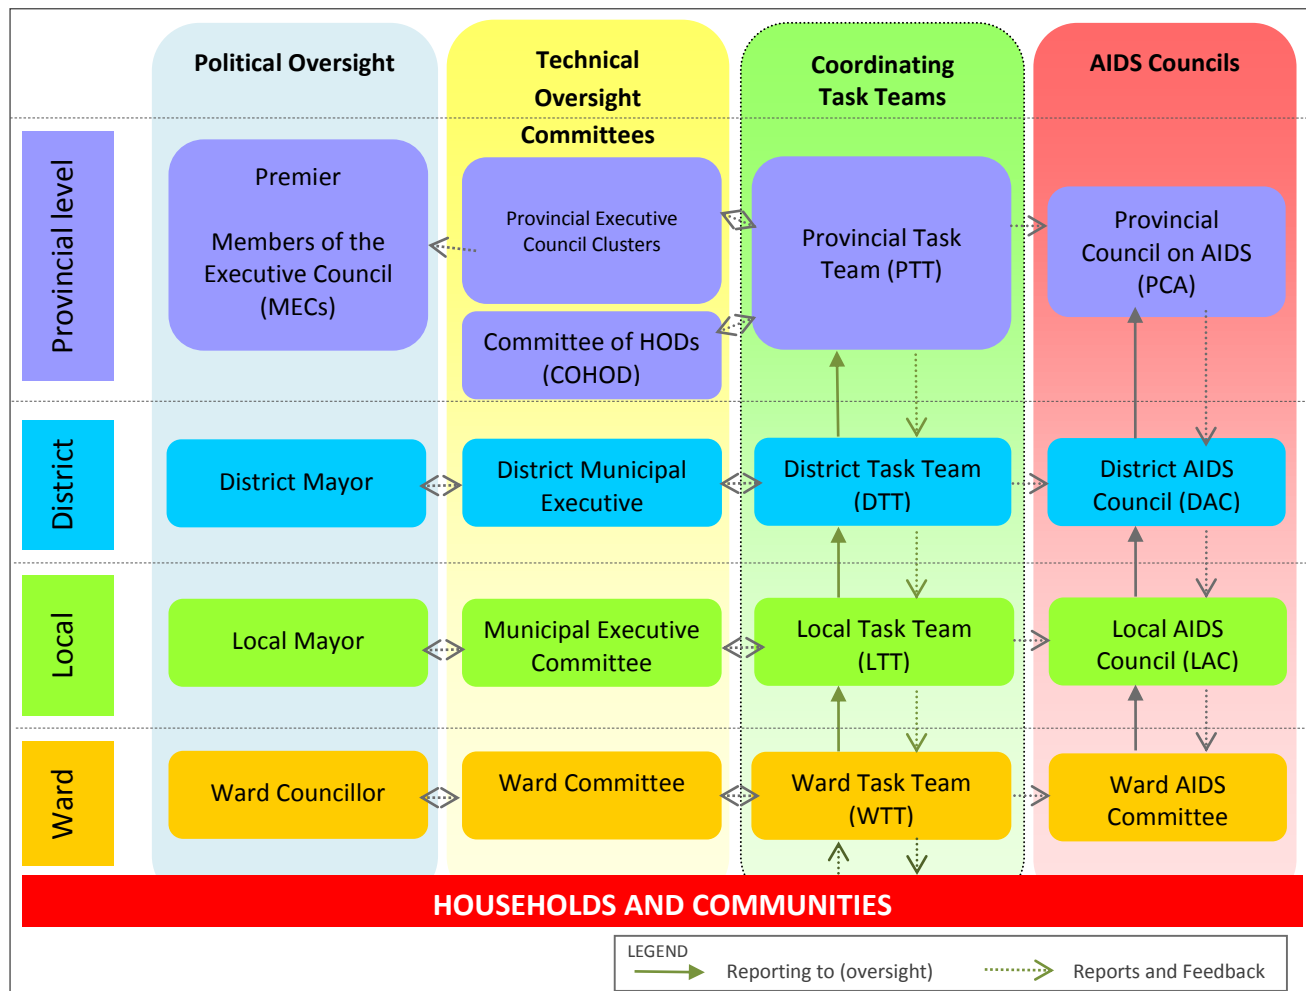 Political Oversight
Technical
Oversight
Committees
Coordinating
Task Teams
AIDS Councils
Provincial level
Premier
Members of the
Executive Council
(MECs)
Provincial Executive
Council Clusters
Committee of HODs
(COHOD)
Provincial Task
Team (PTT)
Provincial
Council on AIDS
(PCA)
District
District Mayor
District Municipal
Executive
District Task Team
(DTT)
District AIDS
Council (DAC)
Local
Local Mayor
Municipal Executive
Committee
Local Task Team
(LTT)
Local AIDS
Council (LAC)
Ward
Ward Councillor
Ward Committee
Ward Task Team
(WTT)
Ward AIDS
Committee
HOUSEHOLDS AND COMMUNITIES
LEGEND
Reporting to (oversight)
Reports and Feedback